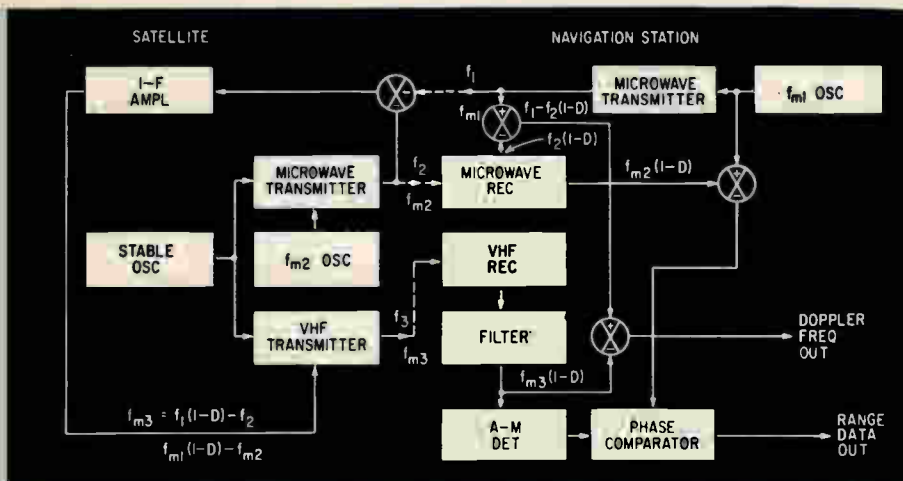 SATELLITE
NAVIGATION STATION
I-F
AMPL
f1
MICROWAVE
TRANSMITTER
fm1 OSC
fm1
f1-f2(1-D)
f2(1-D)
MICROWAVE
TRANSMITTER
f2
fm2
MICROWAVE
REC
fm2(1-D)
STABLE
OSC
fm2 OSC
VHF
REC
VHF
TRANSMITTER
f3
fm3
FILTER
DOPPLER
FREQ
OUT
fm3(1-D)
fm3 = f1(1-D)-f2
fm1(1-D)-fm2
A-M
DET
PHASE
COMPARATOR
RANGE
DATA
OUT